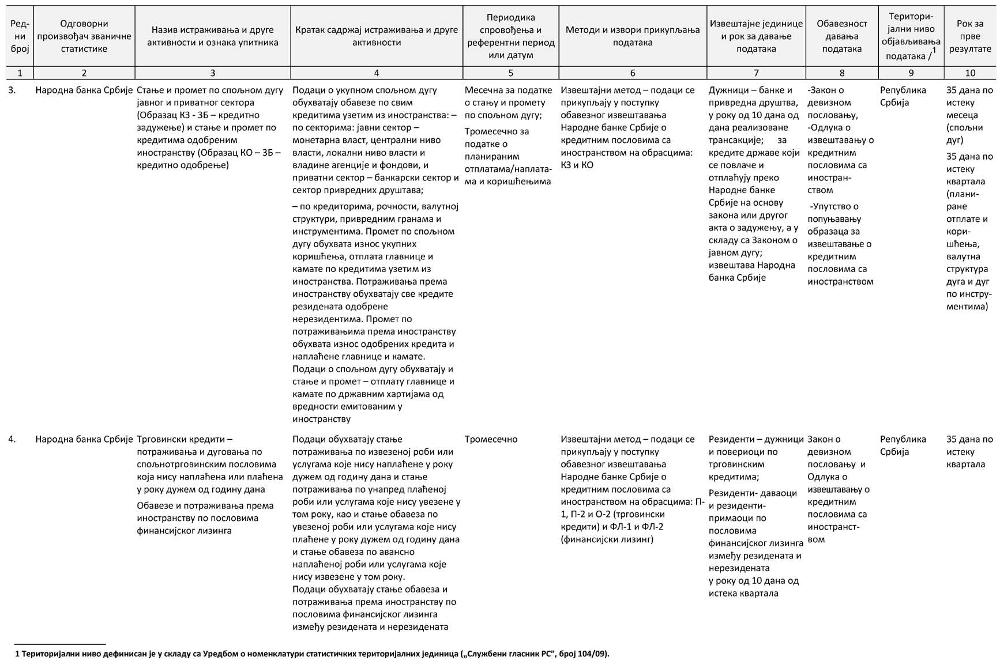 Ред-
ни
број
Одговорни
произвођач званичне
статистике
Назив истраживања и друге
активности и ознака упитника
Кратак садржај истраживања и друге
активности
Периодика
спровођења и
референтни период
или датум
Методи и извори прикупљања
података
Извештајне јединице
и рок за давање
података
Обавезност
давања
података
Територи-
јални ниво
објављивања
података /1
Рок за
прве
резултате
1 2 3 4 5 6 7 8 9 10
3.
Народна банка Србије
Стање и промет по спољном дугу
јавног и приватног сектора
(Образац КЗ - ЗБ – кредитно
задужење) и стање и промет по
кредитима одобреним
иностранству (Образац КО – ЗБ –
кредитно одобрење)
Подаци о укупном спољном дугу
обухватају обавезе по свим
кредитима узетим из иностранства: –
по секторима: јавни сектор –
монетарна власт, централни ниво
власти, локални ниво власти и
владине агенције и фондови, и
приватни сектор – банкарски сектор и
сектор привредних друштава;
– по кредиторима, рочности, валутној
структури, привредним гранама и
инструментима. Промет по спољном
дугу обухвата износ укупних
коришћења, отплата главнице и
камате по кредитима узетим из
иностранства. Потраживања према
иностранству обухватају све кредите
резидената одобрене
нерезидентима. Промет по
потраживањима према иностранству
обухвата износ одобрених кредита и
наплаћене главнице и камате.
Подаци о спољном дугу обухватају и
стање и промет – отплату главнице и
камате по државним хартијама од
вредности емитованим у
иностранству
Месечна за податке
о стању и промету
по спољном дугу;
Тромесечно за
податке о
планираним
отплатама/наплата-
ма и коришћењима
Извештајни метод – подаци се
прикупљају у поступку
обавезног извештавања
Народне банке Србије о
кредитним пословима са
иностранством на обрасцима:
КЗ и КО
Дужници – банке и
привредна друштва,
у року од 10 дана од
дана реализоване
трансакције; за
кредите државе који
се повлаче и
отплаћују преко
Народне банке
Србије на основу
закона или другог
акта о задужењу, а у
складу са Законом о
јавном дугу;
извештава Народна
банка Србије
-Закон о
девизном
пословању,
-Одлука о
извештавању о
кредитним
пословима са
иностран-
ством
-Упутство о
попуњавању
образаца за
извештавање о
кредитним
пословима са
иностранством
Република
Србија
35 дана по
истеку
месеца
(спољни
дуг)
35 дана по
истеку
квартала
(плани-
ране
отплате и
кори-
шћења,
валутна
структура
дуга и дуг
по инстру-
ментима)
4.
Народна банка Србије
Трговински кредити –
потраживања и дуговања по
спољнотрговинским пословима
која нису наплаћена или плаћена
у року дужем од годину дана
Обавезе и потраживања према
иностранству по пословима
финансијског лизинга
Подаци обухватају стање
потраживања по извезеној роби или
услугама које нису наплаћене у року
дужем од годину дана и стање
потраживања по унапред плаћеној
роби или услугама које нису увезене у
том року, као и стање обавеза по
увезеној роби или услугама које нису
плаћене у року дужем од годину дана
и стање обавеза по авансно
наплаћеној роби или услугама које
нису извезене у том року.
Подаци обухватају стање обавеза и
потраживања према иностранству по
пословима финансијског лизинга
између резидената и нерезидената
Тромесечно
Извештајни метод – подаци се
прикупљају у поступку
обавезног извештавања
Народне банке Србије о
кредитним пословима са
иностранством на обрасцима: П-
1, П-2 и О-2 (трговински
кредити) и ФЛ-1 и ФЛ-2
(финансијски лизинг)
Резиденти – дужници
и повериоци по
трговинским
кредитима;
Резиденти- даваоци
и резиденти-
примаоци по
пословима
финансијског лизинга
између резидената и
нерезидената
у року од 10 дана од
истека квартала
Закон о
девизном
пословању и
Одлука о
извештавању о
кредитним
пословима са
иностранст-
вом
Република
Србија
35 дана по
истеку
квартала
1 Територијални ниво дефинисан је у складу са Уредбом о номенклатури статистичких територијалних јединица („Службени гласник РС”, број 104/09).